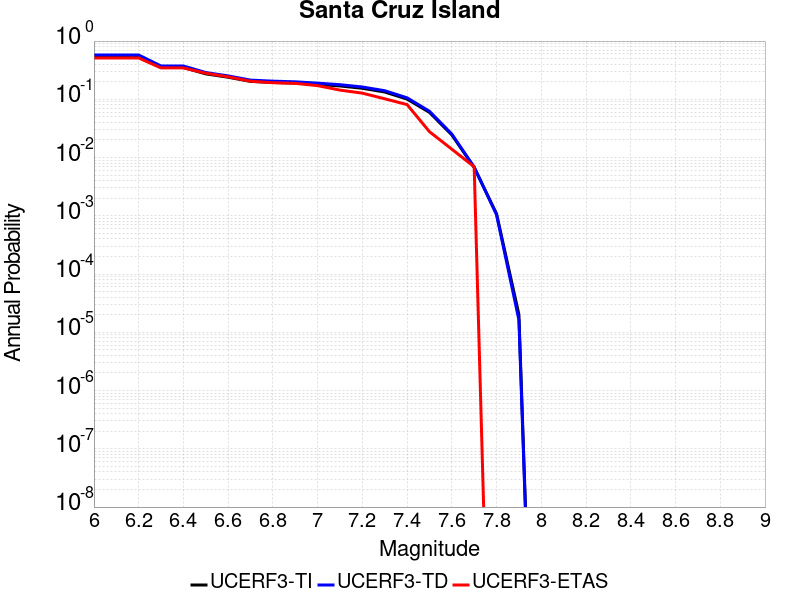 Santa Cruz Island
10^0
10^-1
10^-2
10^-3
10^-4
10^-5
10^-6
10^-7
10^-8
Annual Probability
6 6.2 6.4 6.6 6.8 7 7.2 7.4 7.6 7.8 8 8.2 8.4 8.6 8.8 9
Magnitude
UCERF3-TI UCERF3-TD UCERF3-ETAS